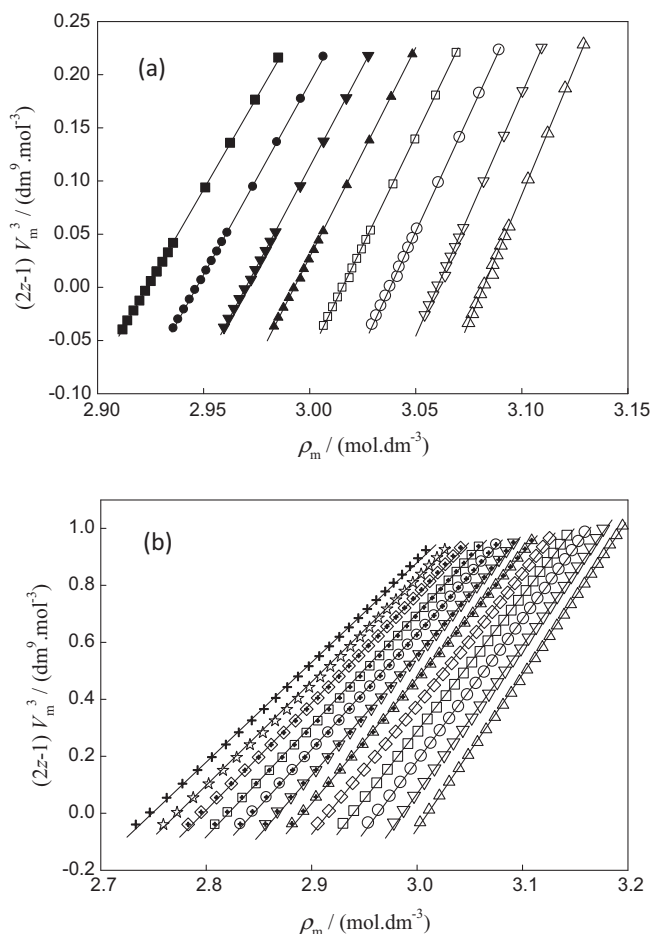 (a)
(2z-1) V_m^3 / (dm^9.mol^-3)
0.25
0.20
0.15
0.10
0.05
0.00
-0.05
-0.10
2.90 2.95 3.00 3.05 3.10 3.15
ρ_m / (mol.dm^-3)
(b)
(2z-1) V_m^3 / (dm^9.mol^-3)
1.0
0.8
0.6
0.4
0.2
0.0
-0.2
2.7 2.8 2.9 3.0 3.1 3.2
ρ_m / (mol.dm^-3)